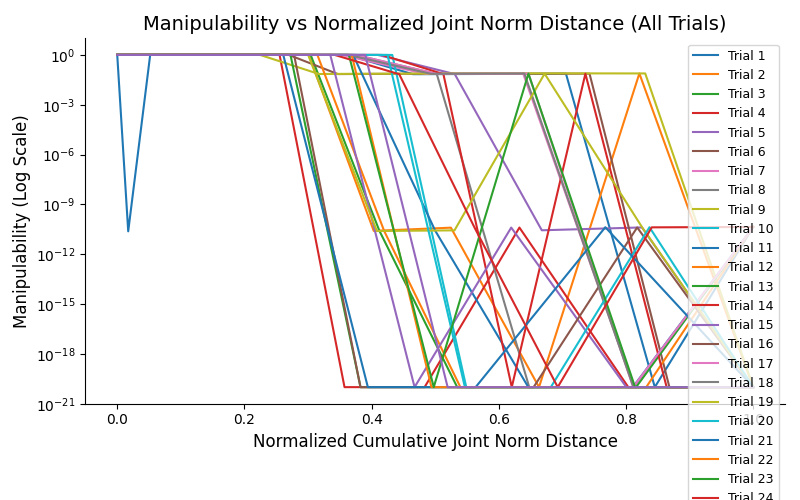 Manipulability vs Normalized Joint Norm Distance (All Trials)
Manipulability (Log Scale)
10^0
10^-3
10^-6
10^-9
10^-12
10^-15
10^-18
10^-21
0.0
0.2
0.4
0.6
0.8
Normalized Cumulative Joint Norm Distance
Trial 1
Trial 2
Trial 3
Trial 4
Trial 5
Trial 6
Trial 7
Trial 8
Trial 9
Trial 10
Trial 11
Trial 12
Trial 13
Trial 14
Trial 15
Trial 16
Trial 17
Trial 18
Trial 19
Trial 20
Trial 21
Trial 22
Trial 23
Trial 24